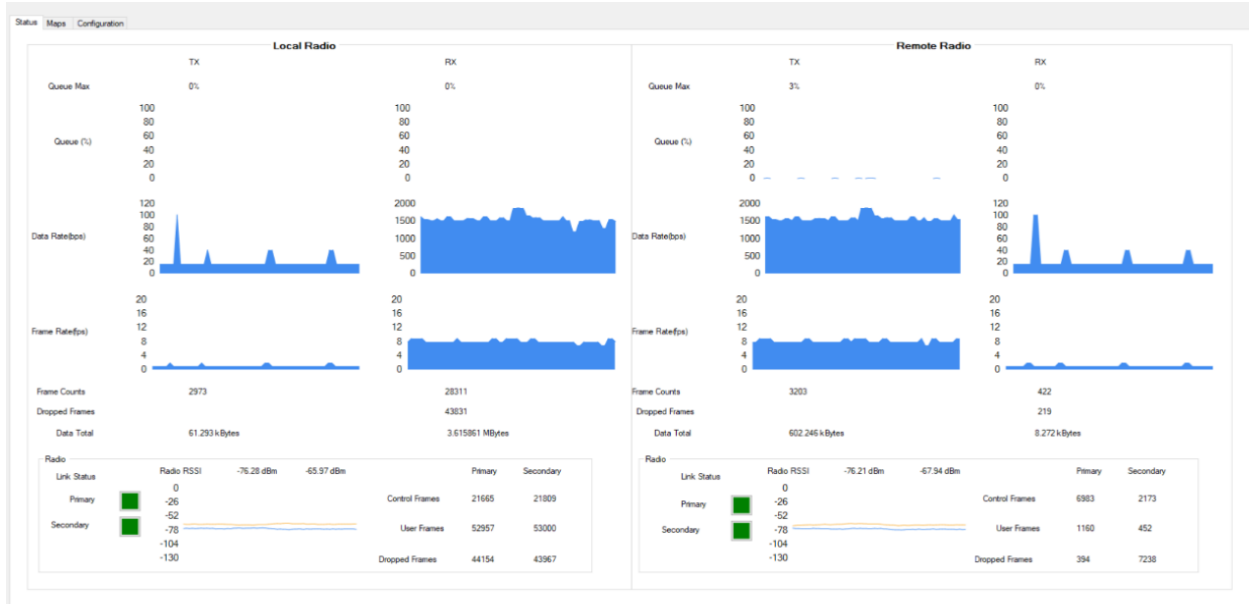 Status Maps Configuration
Local Radio
TX RX
Queue Max 0% 0%
Queue (%)
100 100
80 80
60 60
40 40
20 20
0 0
Data Rate(bps)
120 2000
100 1500
80 1000
60 500
40 0
20
0
Frame Rate(fps)
20 20
16 16
12 12
8 8
4 4
0 0
Frame Counts 2973 28311
Dropped Frames 43831
Data Total 61.293 kBytes 3.615861 MBytes
Radio
Link Status
Primary
Secondary
Radio RSSI -76.28 dBm -65.97 dBm
0
-26
-52
-78
-104
-130
Primary Secondary
Control Frames 21665 21809
User Frames 52957 53000
Dropped Frames 44154 43967
Remote Radio
TX RX
Queue Max 3% 0%
Queue (%)
100 100
80 80
60 60
40 40
20 20
0 0
Data Rate(bps)
2000 120
1500 100
1000 80
500 60
0 40
20
0
Frame Rate(fps)
20 20
16 16
12 12
8 8
4 4
0 0
Frame Counts 3203 422
Dropped Frames 219
Data Total 602.246 kBytes 8.272 kBytes
Radio
Link Status
Primary
Secondary
Radio RSSI -76.21 dBm -67.94 dBm
0
-26
-52
-78
-104
-130
Primary Secondary
Control Frames 6983 2173
User Frames 1160 452
Dropped Frames 394 7238